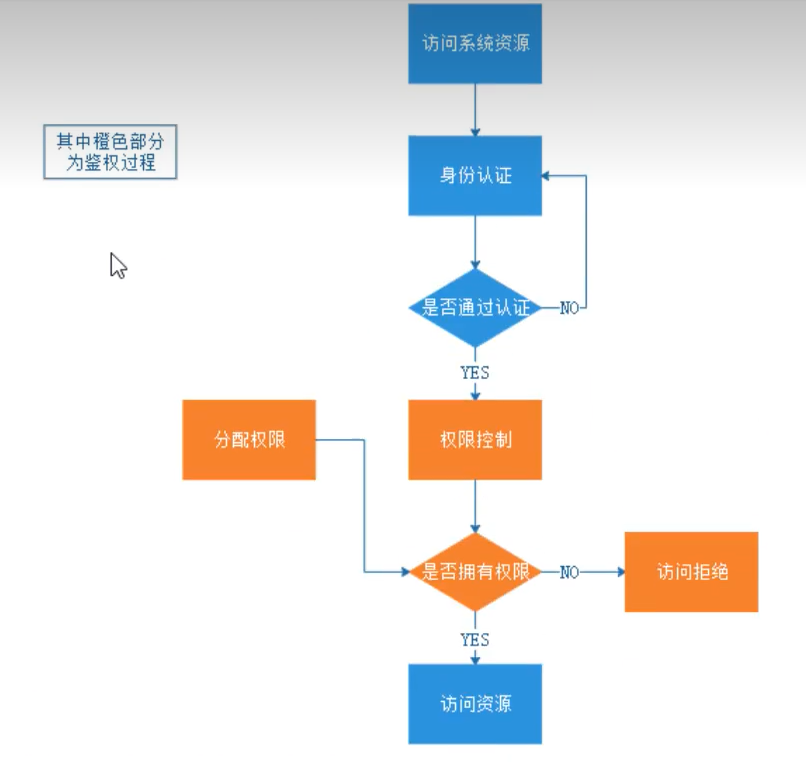 访问系统资源
其中橙色部分
为鉴权过程
身份认证
是否通过认证
NO
YES
分配权限
权限控制
是否拥有权限
NO
访问拒绝
YES
访问资源